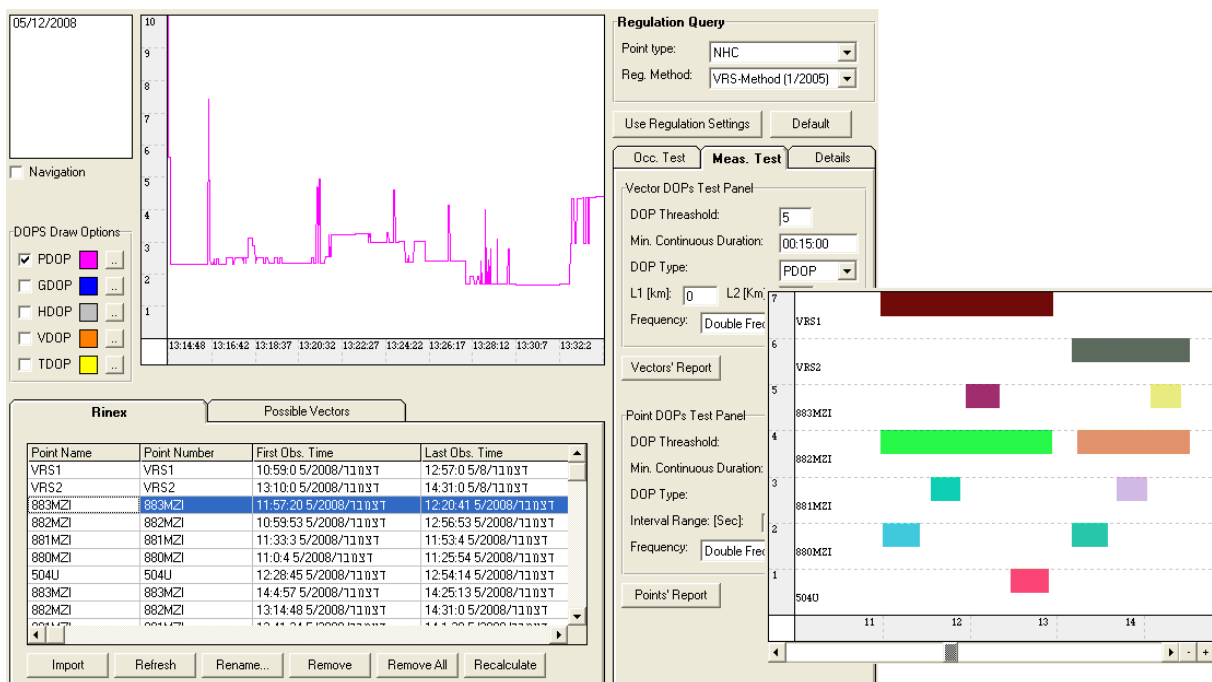 05/12/2008
Navigation
DOPS Draw Options
PDOP ..
GDOP ..
HDOP ..
VDOP ..
TDOP ..
10
9
8
7
6
5
4
3
2
1
13:14:48 13:16:42 13:18:37 13:20:32 13:22:27 13:24:22 13:26:17 13:28:12 13:30:7 13:32:2
Rinex
Possible Vectors
Point Name Point Number First Obs. Time Last Obs. Time
VRS1 VRS1 10:59:0 5/2008/דצמבר 12:57:0 5/8/דצמבר
VRS2 VRS2 13:10:0 5/2008/דצמבר 14:31:0 5/8/דצמבר
883MZI 883MZI 11:57:20 5/2008/דצמבר 12:20:41 5/2008/דצמבר
882MZI 882MZI 10:59:53 5/2008/דצמבר 12:56:53 5/2008/דצמבר
881MZI 881MZI 11:33:3 5/2008/דצמבר 11:53:4 5/2008/דצמבר
880MZI 880MZI 11:0:4 5/2008/דצמבר 11:25:54 5/2008/דצמבר
504U 504U 12:28:45 5/2008/דצמבר 12:54:14 5/2008/דצמבר
883MZI 883MZI 14:4:57 5/2008/דצמבר 14:25:13 5/2008/דצמבר
882MZI 882MZI 13:14:48 5/2008/דצמבר 14:31:0 5/2008/דצמבר
Import Refresh Rename... Remove Remove All Recalculate
Regulation Query
Point type: NHC
Reg. Method: VRS-Method (1/2005)
Use Regulation Settings Default
Occ. Test Meas. Test Details
Vector DOPs Test Panel
DOP Threshold: 5
Min. Continuous Duration: 00:15:00
DOP Type: PDOP
L1 [km]: 0 L2 [Km]
Frequency: Double Freq
Vectors' Report
Point DOPs Test Panel
DOP Threshold:
Min. Continuous Duration:
DOP Type:
Interval Range: [Sec]:
Frequency: Double Freq
Points' Report
7
VRS1
6
VRS2
5
883MZI
4
882MZI
3
881MZI
2
880MZI
1
504U
11 12 13 14
- +